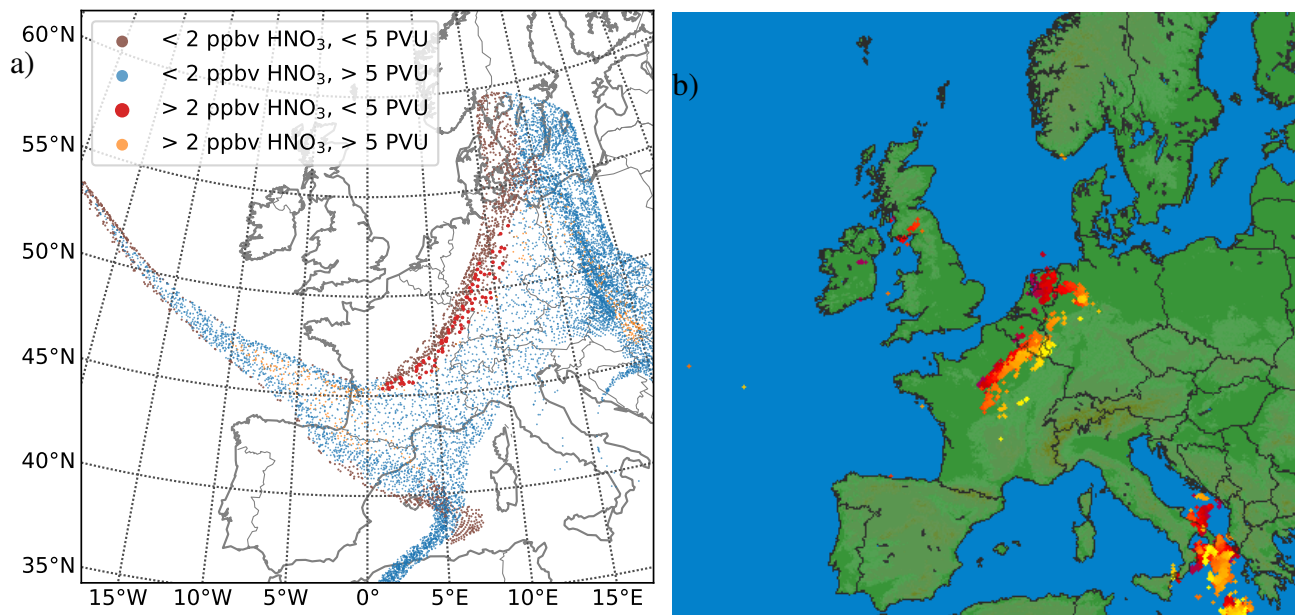 a)
< 2 ppbv HNO₃, < 5 PVU
< 2 ppbv HNO₃, > 5 PVU
> 2 ppbv HNO₃, < 5 PVU
> 2 ppbv HNO₃, > 5 PVU
60°N
55°N
50°N
45°N
40°N
35°N
15°W 10°W 5°W 0° 5°E 10°E 15°E
b)